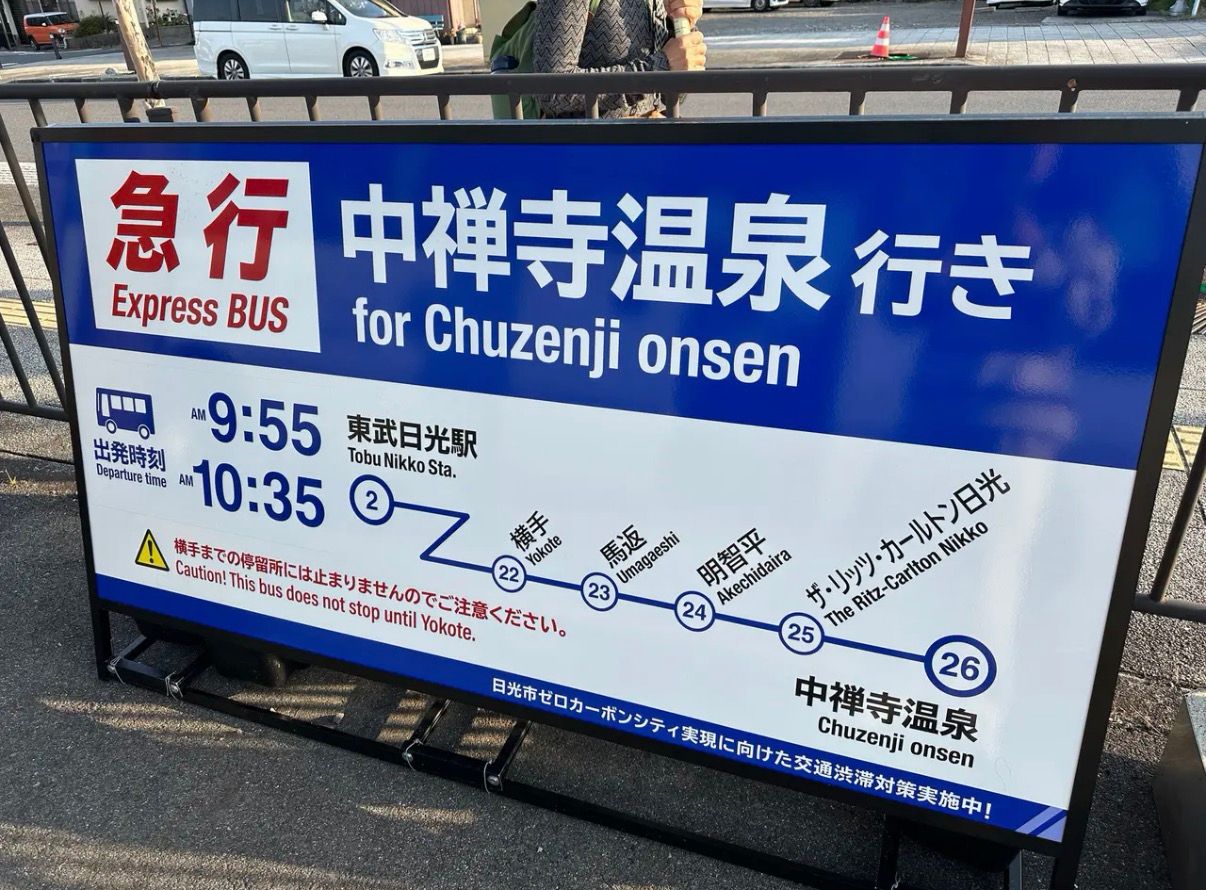 急行
Express BUS
中禅寺温泉 行き
for Chuzenji onsen
出発時刻
Departure time
AM 9:55
AM 10:35
東武日光駅
Tobu Nikko Sta.
2
横手
Yokote
22
馬返
Umagaeshi
23
明智平
Akechidaira
24
ザ・リッツ・カールトン日光
The Ritz-Carlton Nikko
25
26
中禅寺温泉
Chuzenji onsen
横手までの停留所には止まりませんのでご注意ください。
Caution! This bus does not stop until Yokote.
日光市ゼロカーボンシティ実現に向けた交通渋滞対策実施中!